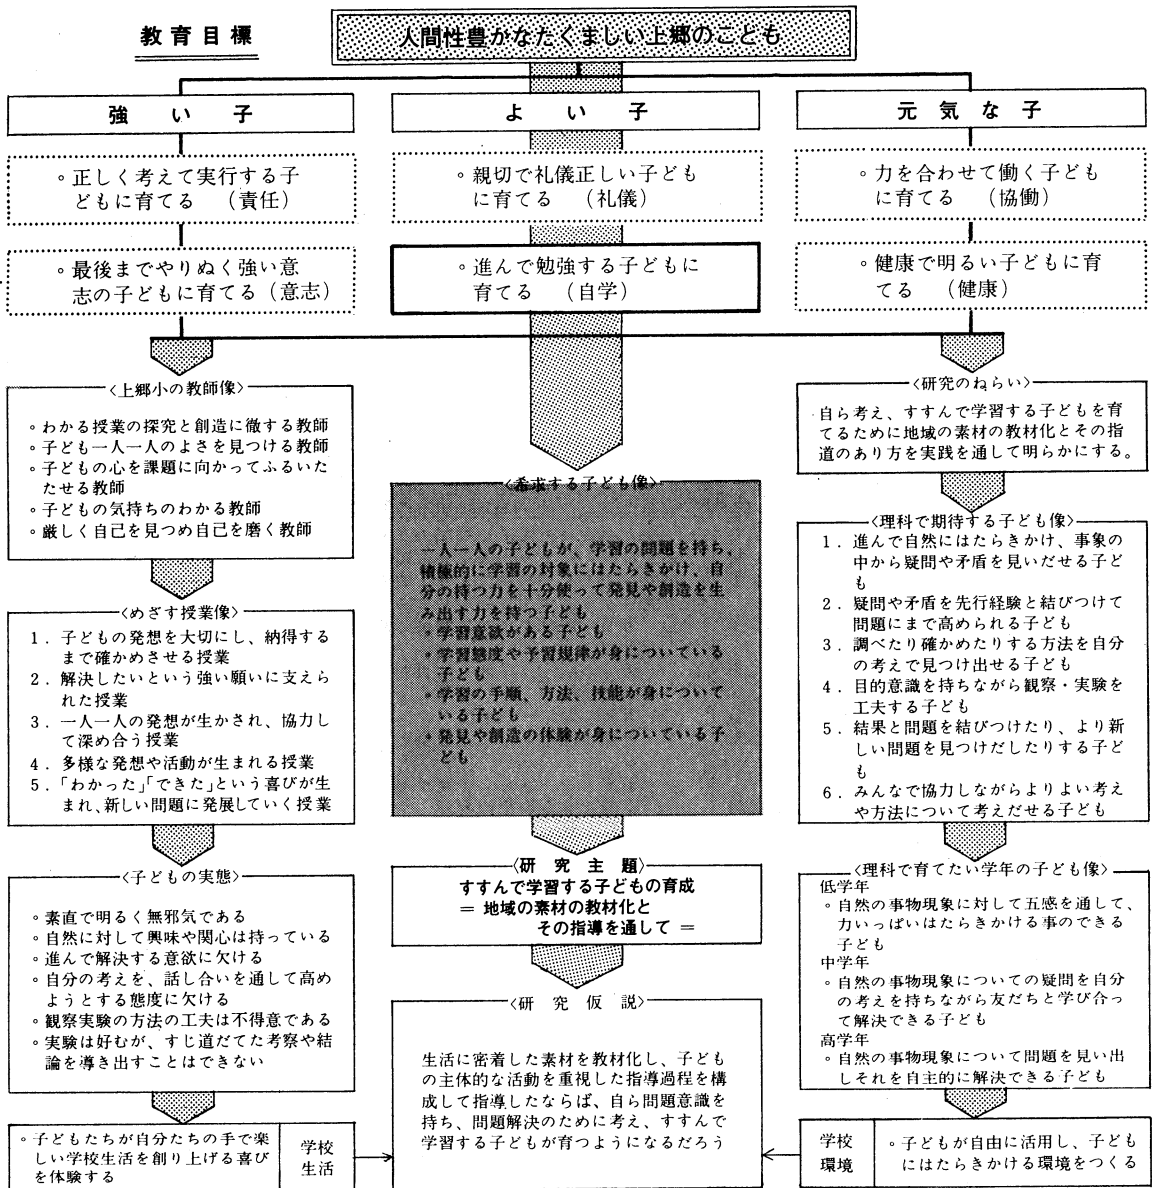 教育目標
人間性豊かなたくましい上郷のこども
強い子
よい子
元気な子
◦正しく考えて実行する子
どもに育てる （責任）
◦親切で礼儀正しい子ども
に育てる （礼儀）
◦力を合わせて働く子ども
に育てる （協働）
◦最後までやりぬく強い意
志の子どもに育てる（意志）
◦進んで勉強する子どもに
育てる （自学）
◦健康で明るい子どもに育
てる （健康）
〈上郷小の教師像〉
◦わかる授業の探究と創造に徹する教師
◦子ども一人一人のよさを見つける教師
◦子どもの心を課題に向かってふるいた
たせる教師
◦子どもの気持ちのわかる教師
◦厳しく自己を見つめ自己を磨く教師
〈めざす授業像〉
1．子どもの発想を大切にし、納得する
まで確かめさせる授業
2．解決したいという強い願いに支えら
れた授業
3．一人一人の発想が生かされ、協力し
て深め合う授業
4．多様な発想や活動が生まれる授業
5．「わかった」「できた」という喜びが生
まれ、新しい問題に発展していく授業
〈子どもの実態〉
◦素直で明るく無邪気である
◦自然に対して興味や関心は持っている
◦進んで解決する意欲に欠ける
◦自分の考えを、話し合いを通して高め
ようとする態度に欠ける
◦観察実験の方法の工夫は不得意である
◦実験は好むが、すじ道だてた考察や結
論を導き出すことはできない
◦子どもたちが自分たちの手で楽
しい学校生活を創り上げる喜び
を体験する
学校
生活
〈希求する子ども像〉
一人一人の子どもが、学習の問題を持ち、
積極的に学習の対象にはたらきかけ、自
分の持つ力を十分使って発見や創造を生
み出す力を持つ子ども
◦学習意欲がある子ども
◦学習態度や予習規律が身についている
子ども
◦学習の手順、方法、技能が身について
いる子ども
◦発見や創造の体験が身についている子
ども
〈研究主題〉
すすんで学習する子どもの育成
＝ 地域の素材の教材化と
その指導を通して ＝
〈研究仮説〉
生活に密着した素材を教材化し、子ども
の主体的な活動を重視した指導過程を構
成して指導したならば、自ら問題意識を
持ち、問題解決のために考え、すすんで
学習する子どもが育つようになるだろう
〈研究のねらい〉
自ら考え、すすんで学習する子どもを育
てるために地域の素材の教材化とその指
導のあり方を実践を通して明らかにする。
〈理科で期待する子ども像〉
1．進んで自然にはたらきかけ、事象の
中から疑問や矛盾を見いだせる子ど
も
2．疑問や矛盾を先行経験と結びつけて
問題にまで高められる子ども
3．調べたり確かめたりする方法を自分
の考えで見つけ出せる子ども
4．目的意識を持ちながら観察・実験を
工夫する子ども
5．結果と問題を結びつけたり、より新
しい問題を見つけだしたりする子ど
も
6．みんなで協力しながらよりよい考え
や方法について考えだせる子ども
〈理科で育てたい学年の子ども像〉
低学年
◦自然の事物現象に対して五感を通して、
力いっぱいはたらきかける事のできる
子ども
中学年
◦自然の事物現象についての疑問を自分
の考えを持ちながら友だちと学び合っ
て解決できる子ども
高学年
◦自然の事物現象について問題を見い出
しそれを自主的に解決できる子ども
学校
環境
◦子どもが自由に活用し、子ども
にはたらきかける環境をつくる